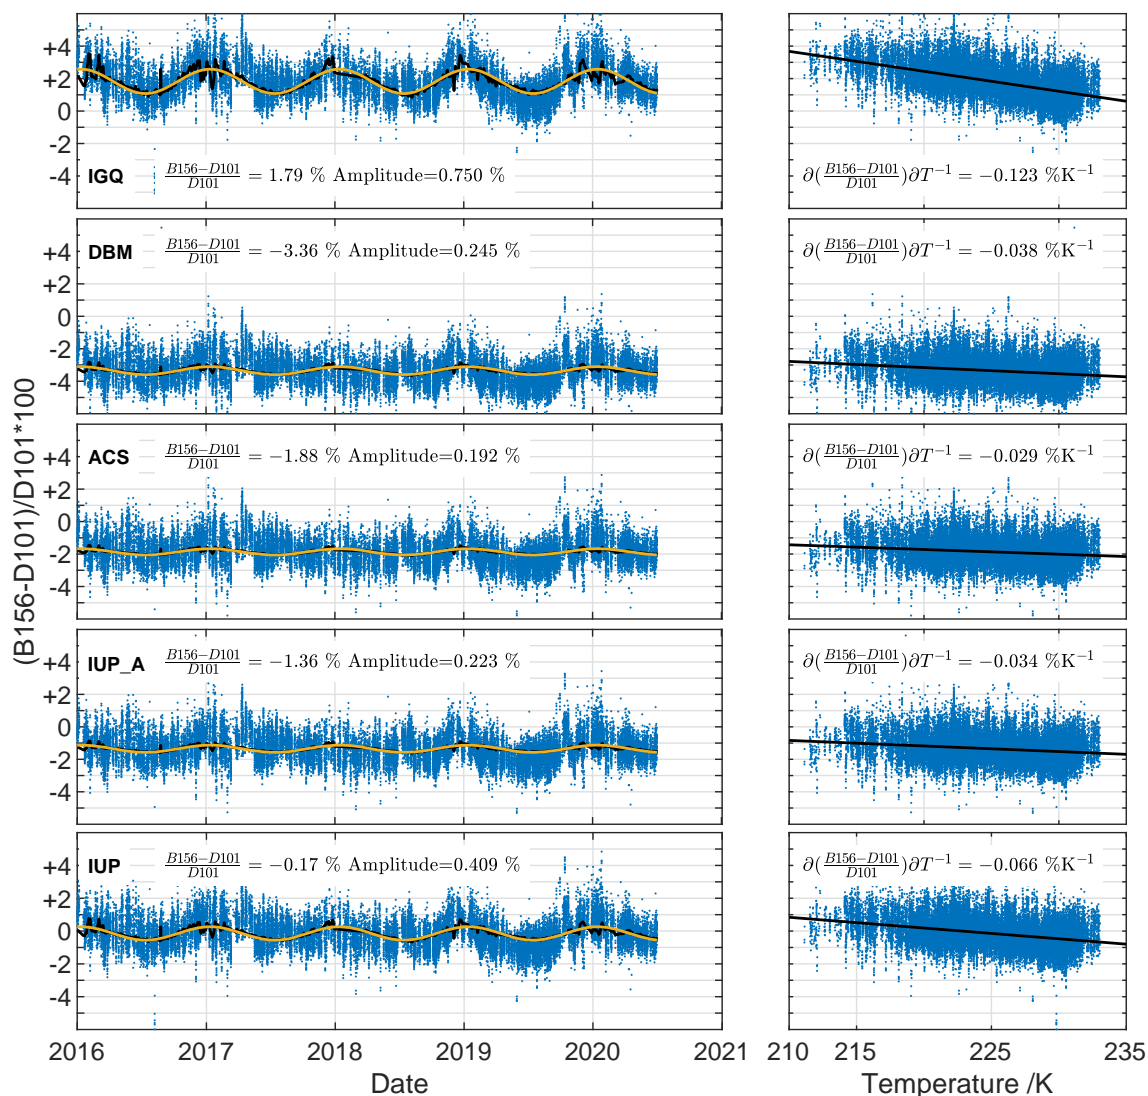 (B156-D101)/D101*100
+4
+2
0
-2
-4
IGQ
B156−D101/D101 = 1.79 % Amplitude=0.750 %
∂(B156−D101/D101)∂T⁻¹ = −0.123 %K⁻¹
+4
+2
0
-2
-4
DBM
B156−D101/D101 = −3.36 % Amplitude=0.245 %
∂(B156−D101/D101)∂T⁻¹ = −0.038 %K⁻¹
+4
+2
0
-2
-4
ACS
B156−D101/D101 = −1.88 % Amplitude=0.192 %
∂(B156−D101/D101)∂T⁻¹ = −0.029 %K⁻¹
+4
+2
0
-2
-4
IUP_A
B156−D101/D101 = −1.36 % Amplitude=0.223 %
∂(B156−D101/D101)∂T⁻¹ = −0.034 %K⁻¹
+4
+2
0
-2
-4
IUP
B156−D101/D101 = −0.17 % Amplitude=0.409 %
∂(B156−D101/D101)∂T⁻¹ = −0.066 %K⁻¹
2016 2017 2018 2019 2020 2021
Date
210 215 225 235
Temperature /K